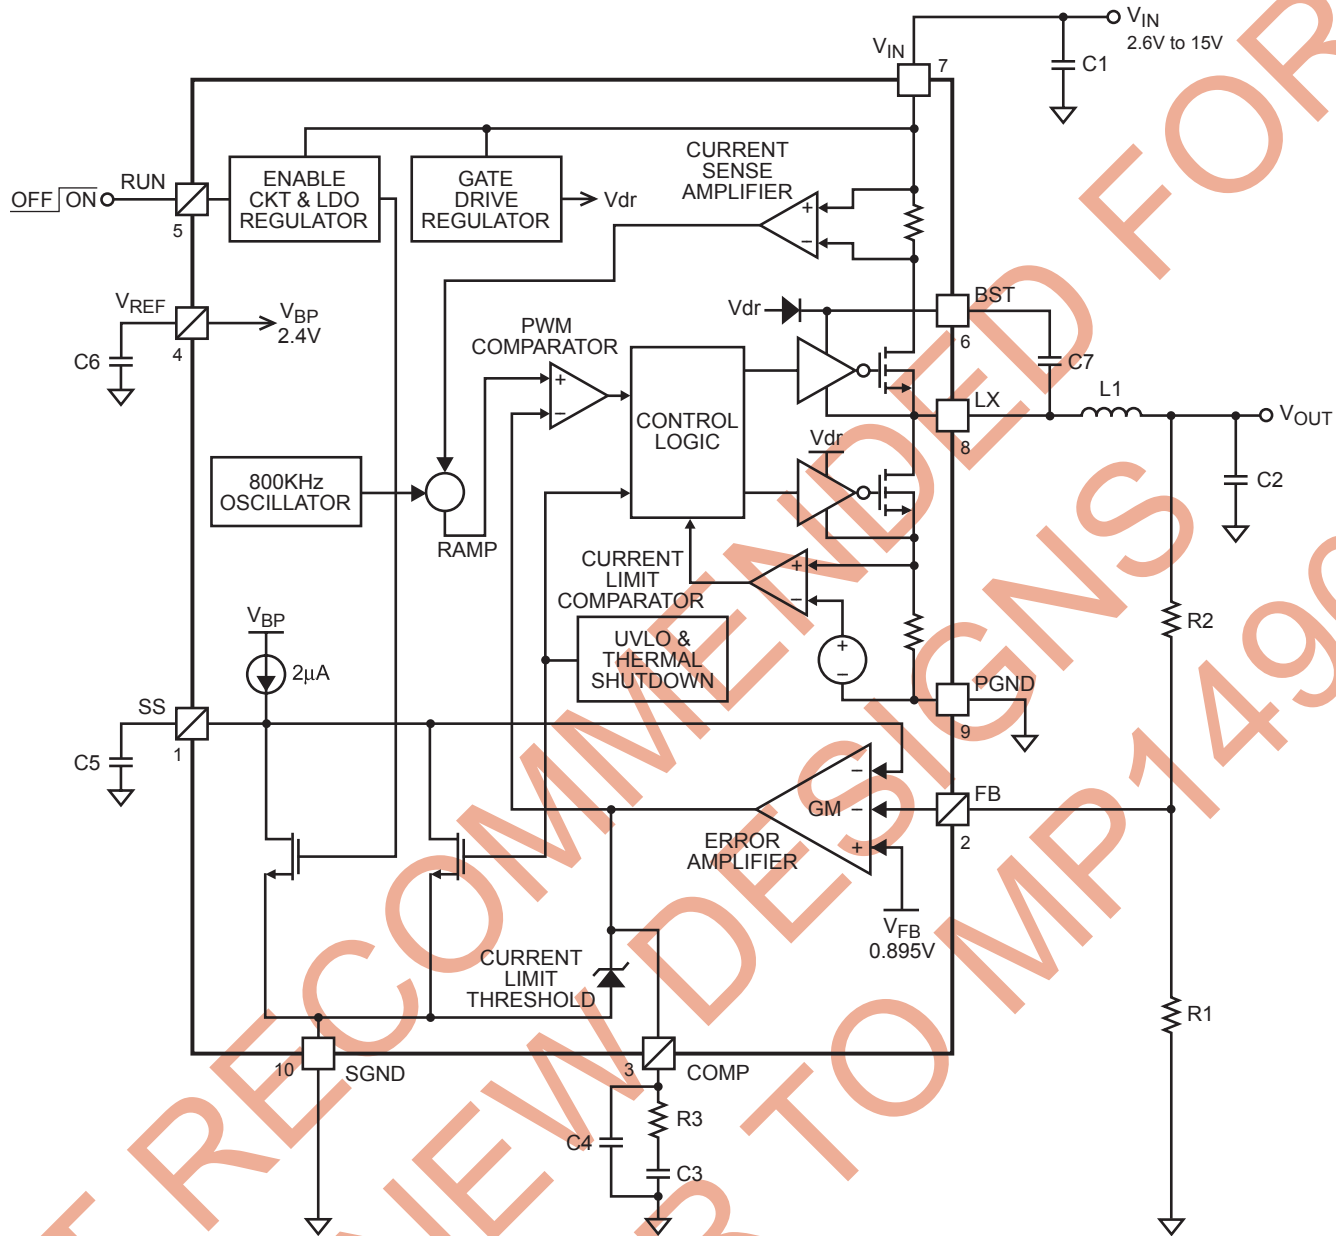 VIN
2.6V to 15V
VIN
7
C1
CURRENT
SENSE
AMPLIFIER
RUN
OFF ON
5
ENABLE
CKT & LDO
REGULATOR
GATE
DRIVE
REGULATOR
Vdr
+
−
VREF
4
VBP
2.4V
C6
PWM
COMPARATOR
+
−
Vdr
BST
6
C7
CONTROL
LOGIC
LX
8
L1
VOUT
Vdr
C2
800KHz
OSCILLATOR
RAMP
CURRENT
LIMIT
COMPARATOR
+
−
UVLO &
THERMAL
SHUTDOWN
+
−
R2
VBP
2μA
SS
1
C5
PGND
9
−
GM −
+
ERROR
AMPLIFIER
FB
2
VFB
0.895V
CURRENT
LIMIT
THRESHOLD
R1
10
SGND
3
COMP
R3
C4
C3
T RECOMMENDED FOR
NEW DESIGNS
R TO MP1490